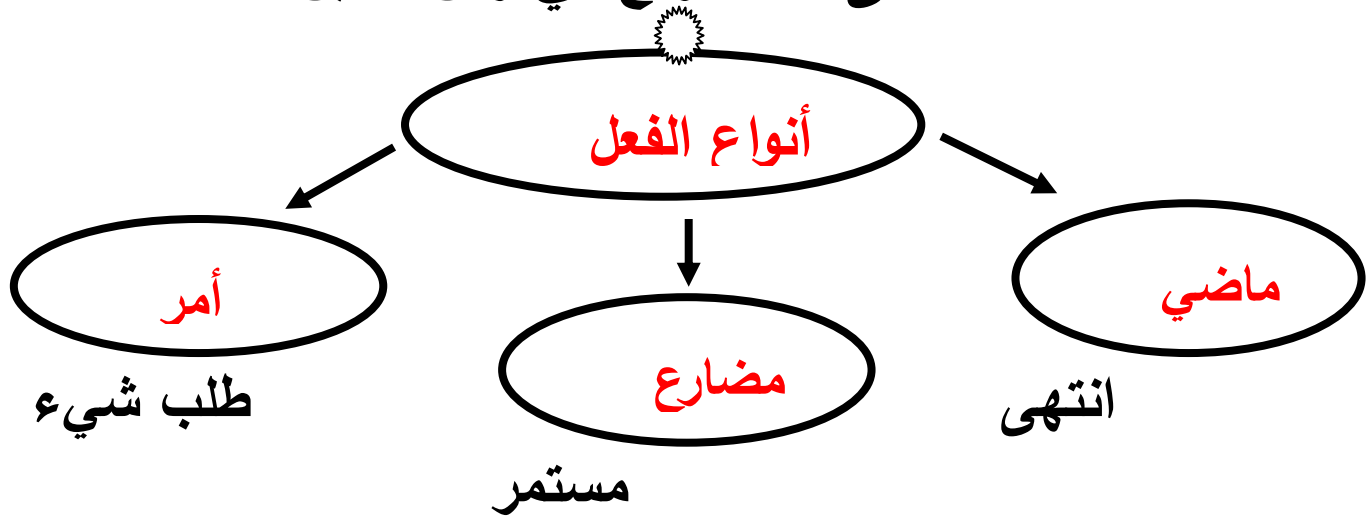 أنواع الفعل
ماضي
انتهى
مضارع
مستمر
أمر
طلب شيء